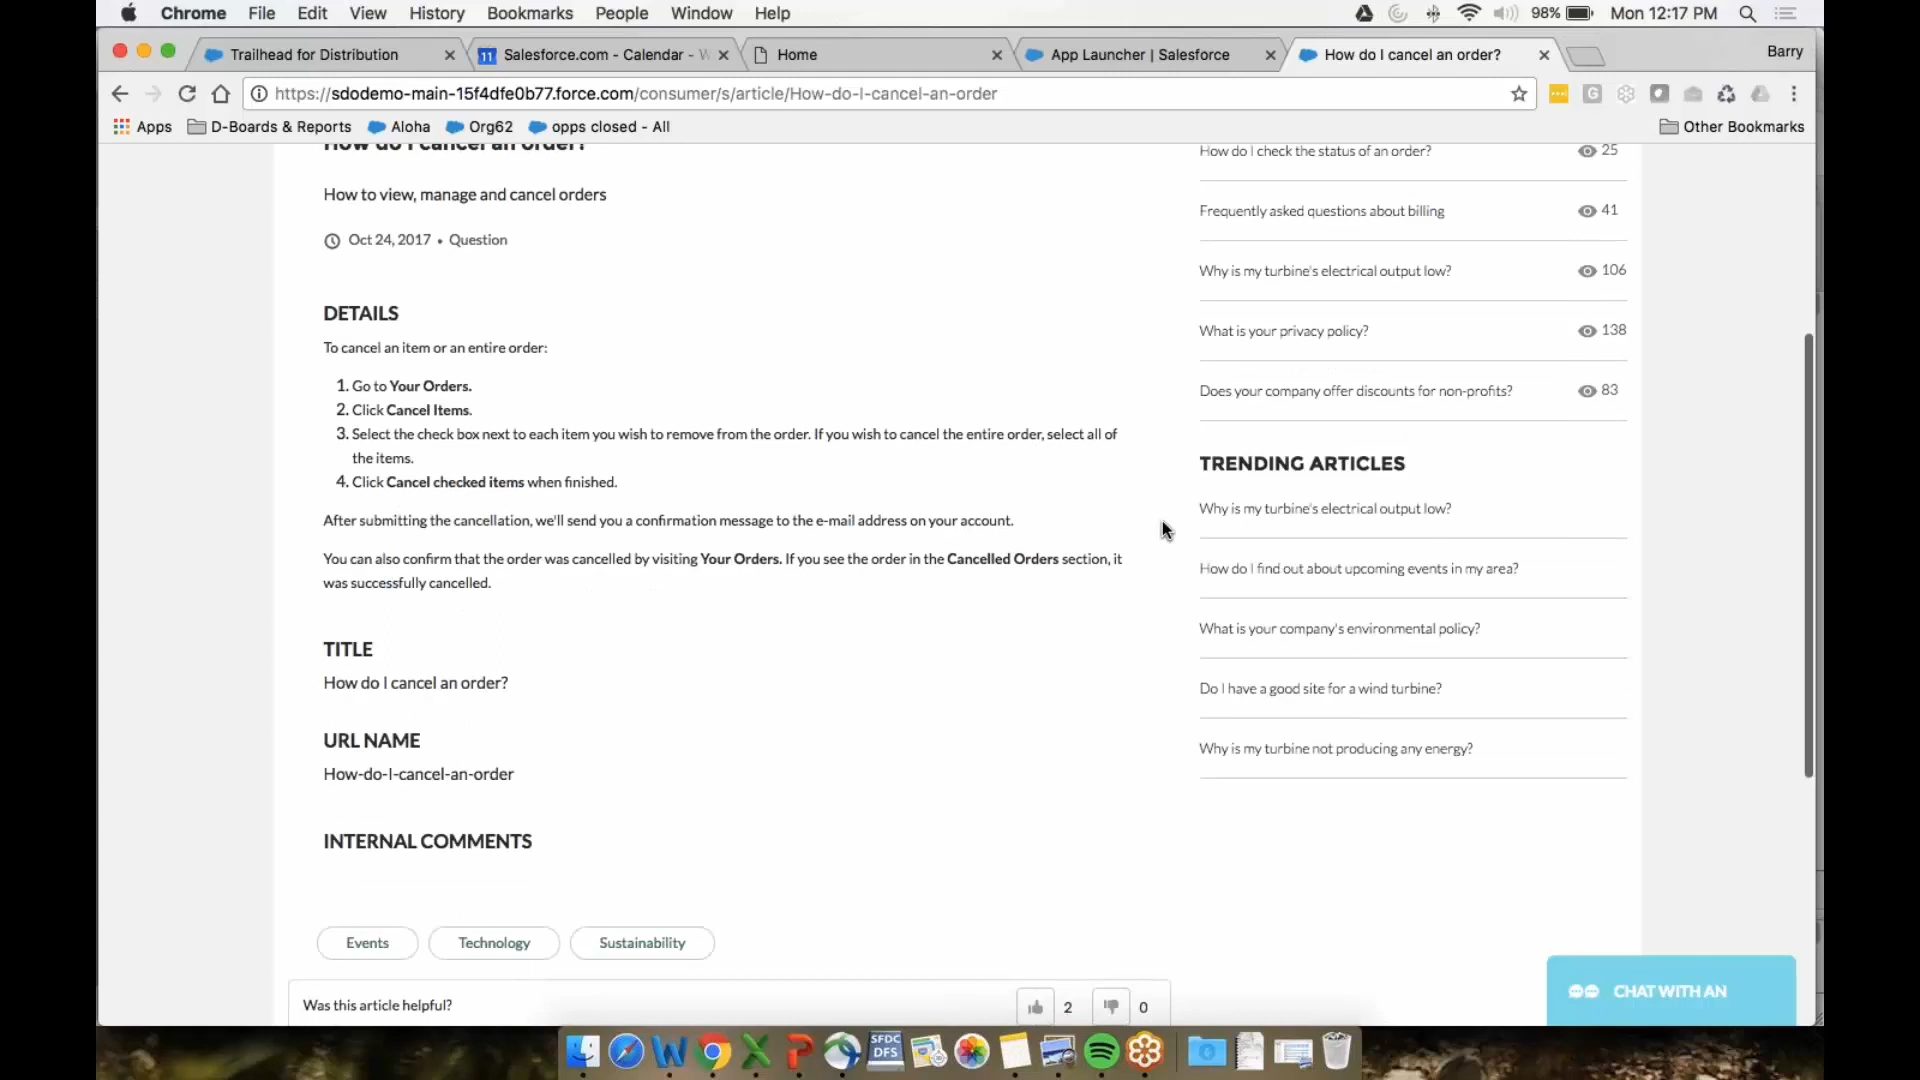 Chrome File Edit View History Bookmarks People Window Help 98% Mon 12:17 PM
Trailhead for Distribution
11 Salesforce.com - Calendar - W
Home
App Launcher | Salesforce
How do I cancel an order?
Barry
https://sdodemo-main-15f4dfe0b77.force.com/consumer/s/article/How-do-I-cancel-an-order
Apps D-Boards & Reports Aloha Org62 opps closed - All Other Bookmarks
How do I cancel an order?
How to view, manage and cancel orders
Oct 24, 2017 • Question
DETAILS
To cancel an item or an entire order:
1. Go to Your Orders.
2. Click Cancel Items.
3. Select the check box next to each item you wish to remove from the order. If you wish to cancel the entire order, select all of
the items.
4. Click Cancel checked items when finished.
After submitting the cancellation, we'll send you a confirmation message to the e-mail address on your account.
You can also confirm that the order was cancelled by visiting Your Orders. If you see the order in the Cancelled Orders section, it
was successfully cancelled.
TITLE
How do I cancel an order?
URL NAME
How-do-I-cancel-an-order
INTERNAL COMMENTS
Events Technology Sustainability
Was this article helpful? 2 0
How do I check the status of an order? 25
Frequently asked questions about billing 41
Why is my turbine's electrical output low? 106
What is your privacy policy? 138
Does your company offer discounts for non-profits? 83
TRENDING ARTICLES
Why is my turbine's electrical output low?
How do I find out about upcoming events in my area?
What is your company's environmental policy?
Do I have a good site for a wind turbine?
Why is my turbine not producing any energy?
CHAT WITH AN
SFDC
DFS